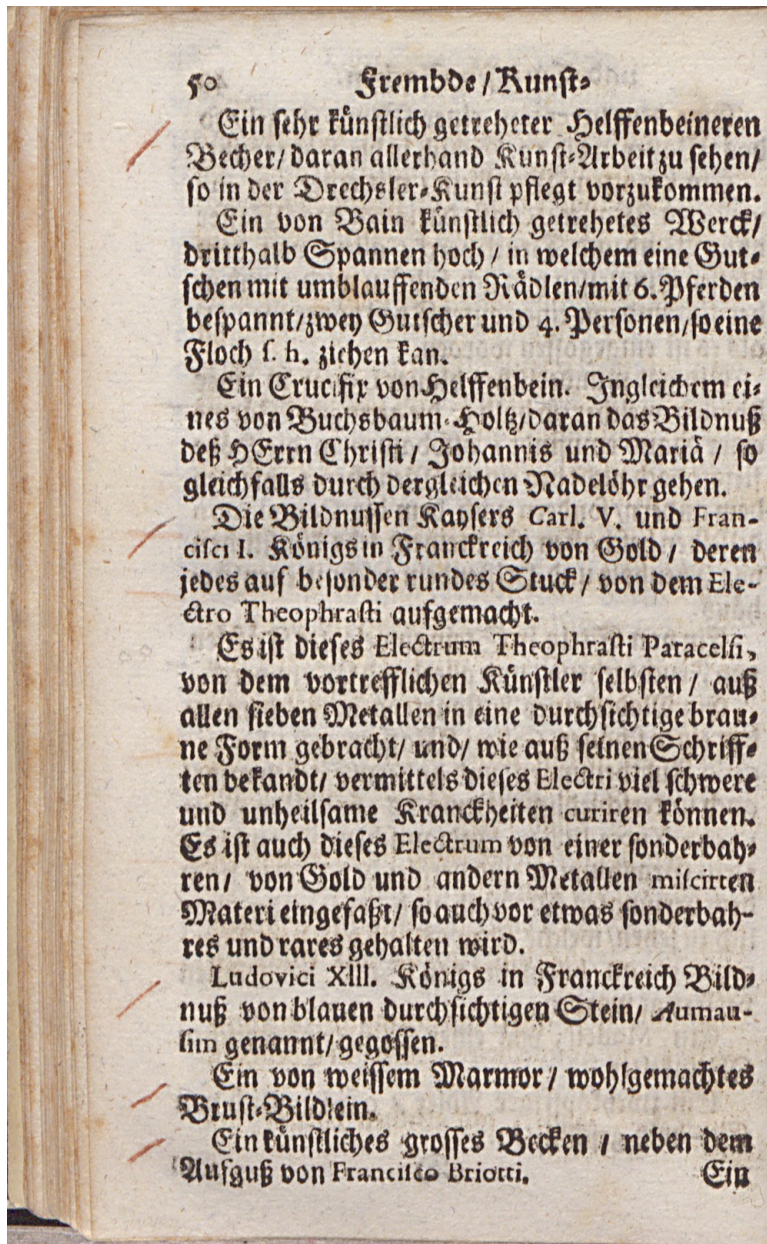 50 Frembde / Kunst-
Ein sehr künstlich getreheter Helffenbeineren
Becher/ daran allerhand Kunst-Arbeit zu sehen/
so in der Drechsler-Kunst pflegt vorzukommen.
Ein von Bain künstlich getrehetes Werck/
dritthalb Spannen hoch / in welchem eine Gut-
schen mit umblauffenden Rädlen/mit 6. Pferden
bespannt/zwey Gutscher und 4. Personen/so eine
Floch s. h. ziehen kan.
Ein Crucifix von Helffenbein. Ingleichem ei-
nes von Buchsbaum-Holtz/daran das Bildnuß
deß HErrn Christi / Johannis und Mariä / so
gleichfalls durch dergleichen Nadelöhr gehen.
Die Bildnussen Kaysers Carl. V. und Fran-
cisci I. Königs in Franckreich von Gold / deren
jedes auf besonder rundes Stuck / von dem Ele-
ctro Theophrasti aufgemacht.
Es ist dieses Electrum Theophrasti Paracelsi,
von dem vortrefflichen Künstler selbsten / auß
allen sieben Metallen in eine durchsichtige brau-
ne Form gebracht/ und/ wie auß seinen Schriff-
ten bekandt/ vermittels dieses Electri viel schwere
und unheilsame Kranckheiten curiren können.
Es ist auch dieses Electrum von einer sonderbah-
ren/ von Gold und andern Metallen miscirten
Materi eingefaßt/ so auch vor etwas sonderbah-
res und rares gehalten wird.
Ludovici XIII. Königs in Franckreich Bild-
nuß von blauen durchsichtigen Stein/ Aumau-
sim genannt/gegossen.
Ein von weissem Marmor / wohlgemachtes
Brust-Bildlein.
Ein künstliches grosses Becken / neben dem
Aufguß von Francisco Briotti. Ein